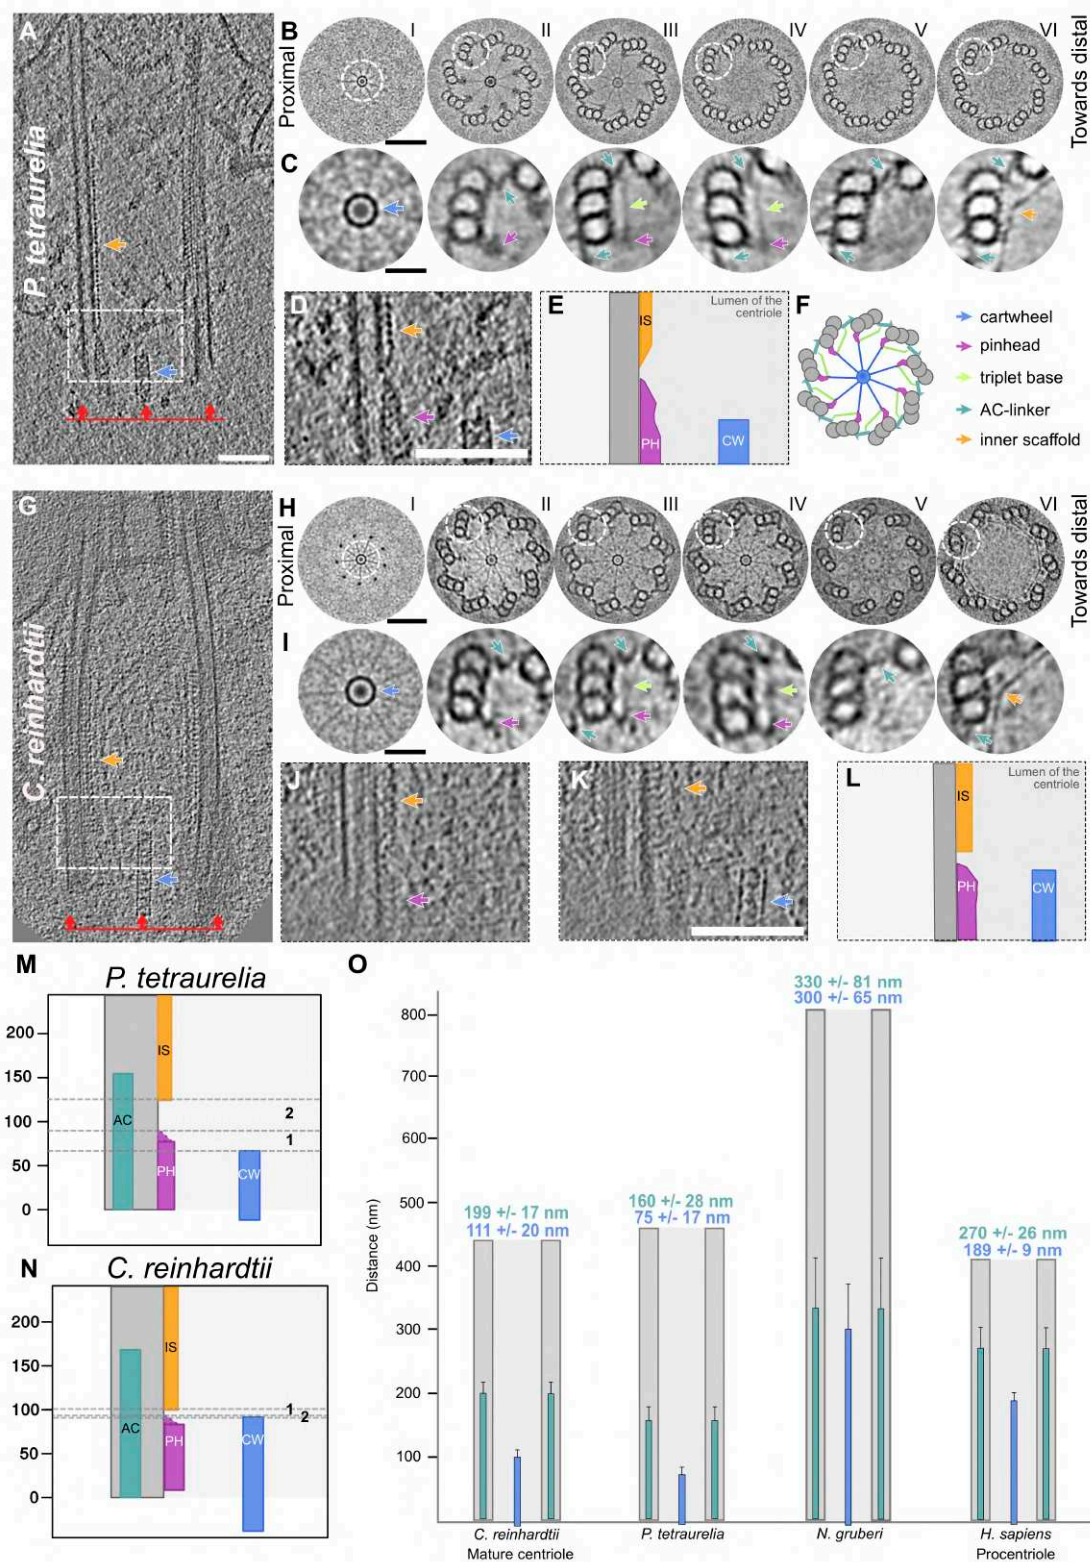 A
P. tetraurelia
B
Proximal
I
II
III
IV
V
VI
Towards distal
C
D
E
IS
Lumen of the
centriole
PH
CW
F
cartwheel
pinhead
triplet base
AC-linker
inner scaffold
G
C. reinhardtii
H
Proximal
I
II
III
IV
V
VI
Towards distal
I
J
K
L
IS
Lumen of the
centriole
PH
CW
M
P. tetraurelia
200
150
100
50
0
IS
AC
PH
CW
2
1
N
C. reinhardtii
200
150
100
50
0
IS
AC
PH
CW
1
2
O
Distance (nm)
800
700
600
500
400
300
200
100
199 +/- 17 nm
111 +/- 20 nm
160 +/- 28 nm
75 +/- 17 nm
330 +/- 81 nm
300 +/- 65 nm
270 +/- 26 nm
189 +/- 9 nm
C. reinhardtii
P. tetraurelia
N. gruberi
H. sapiens
Mature centriole
Procentriole